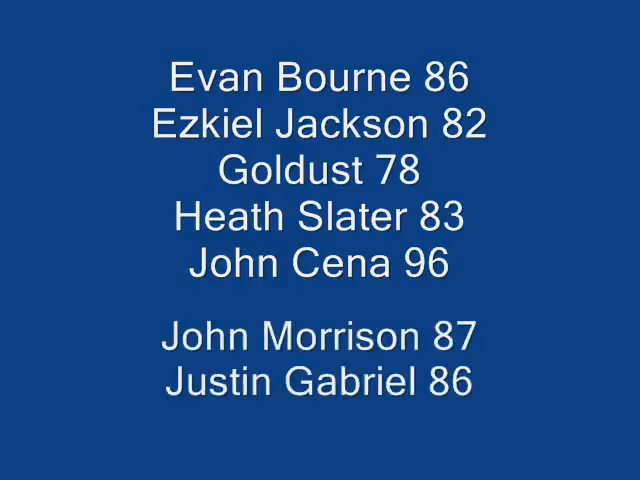 Evan Bourne 86
Ezkiel Jackson 82
Goldust 78
Heath Slater 83
John Cena 96
John Morrison 87
Justin Gabriel 86